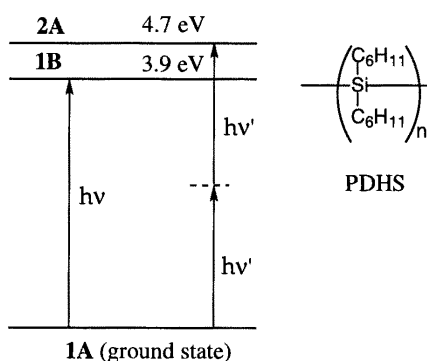 2A 4.7 eV
1B 3.9 eV
hν'
hν
hν'
1A (ground state)
C6H11
Si
C6H11
n
PDHS